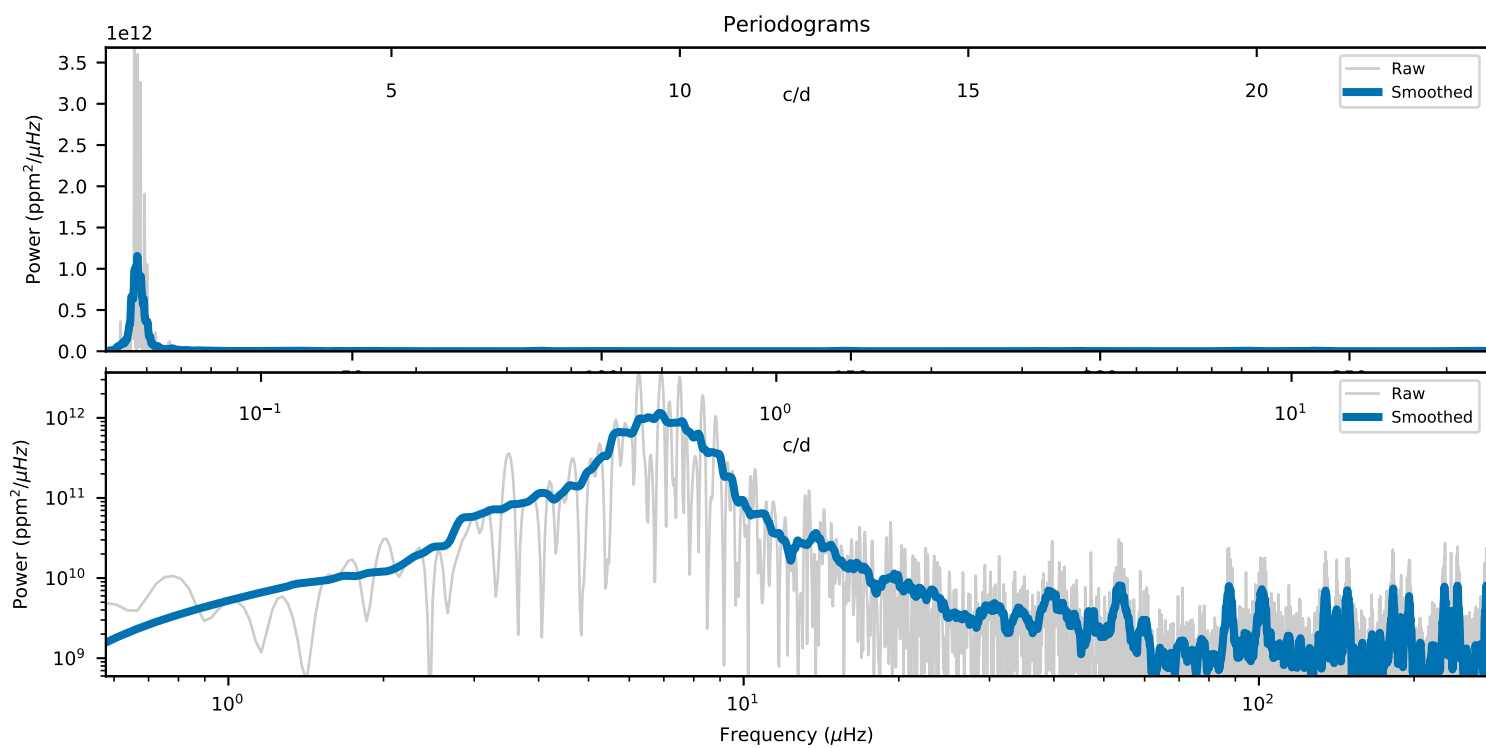 Periodograms
1e12
Power (ppm²/μHz)
3.5
3.0
2.5
2.0
1.5
1.0
0.5
0.0
5 10 15 20
c/d
Raw
Smoothed
Power (ppm²/μHz)
10¹²
10¹¹
10¹⁰
10⁹
10⁻¹ 10⁰ 10¹
c/d
Raw
Smoothed
10⁰ 10¹ 10²
Frequency (μHz)